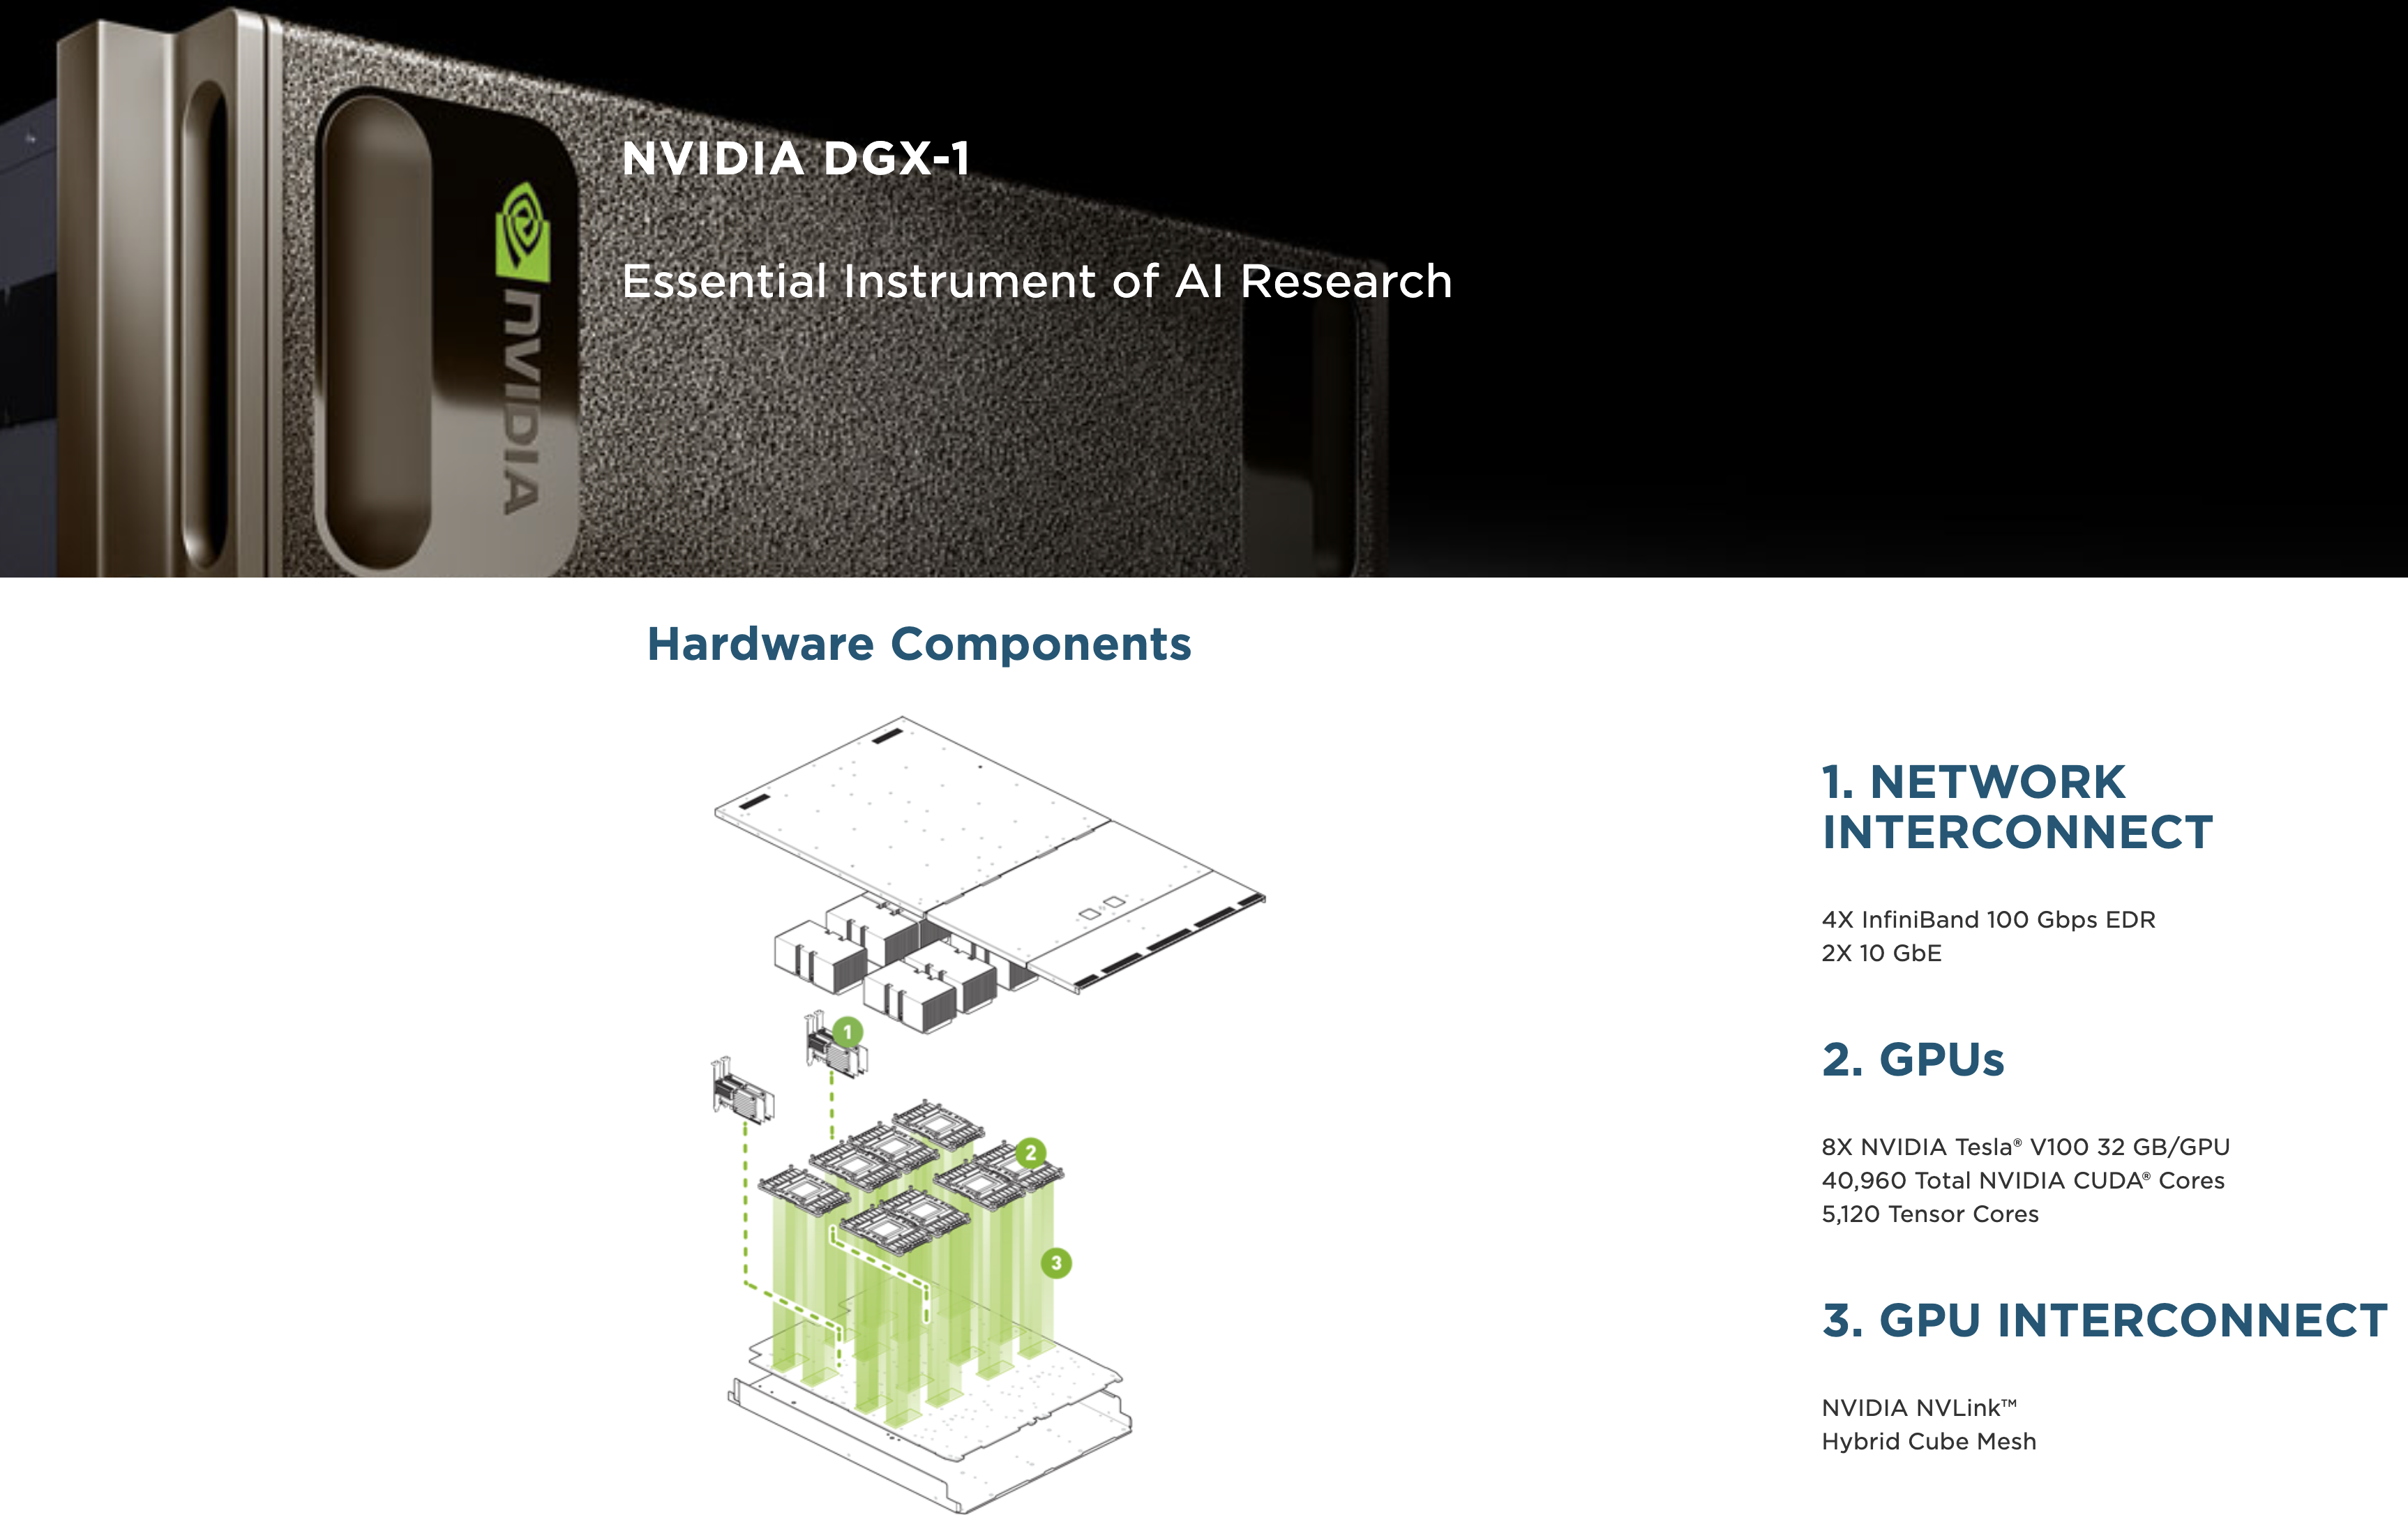 NVIDIA DGX-1
Essential Instrument of AI Research
NVIDIA
Hardware Components
1
2
3
1. NETWORK
INTERCONNECT
4X InfiniBand 100 Gbps EDR
2X 10 GbE
2. GPUs
8X NVIDIA Tesla® V100 32 GB/GPU
40,960 Total NVIDIA CUDA® Cores
5,120 Tensor Cores
3. GPU INTERCONNECT
NVIDIA NVLink™
Hybrid Cube Mesh